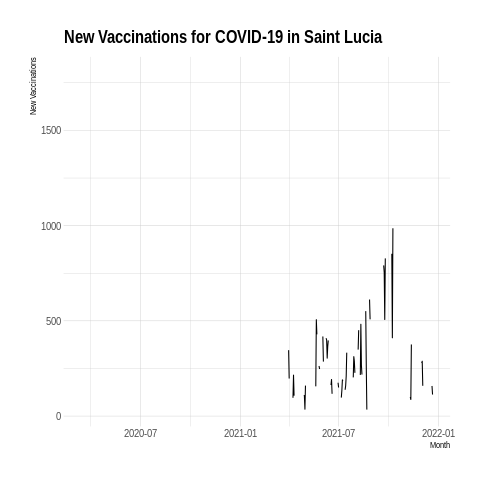 New Vaccinations for COVID-19 in Saint Lucia
New Vaccinations
1500
1000
500
0
2020-07 2021-01 2021-07 2022-01
Month